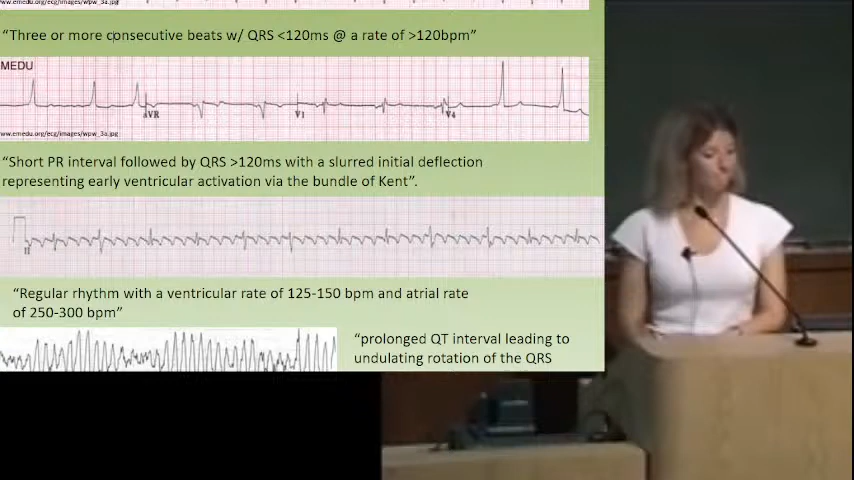 ww.emedu.org/ecg/images/wpw_3a.jpg
“Three or more consecutive beats w/ QRS <120ms @ a rate of >120bpm”
MEDU
aVR V1 V4
ww.emedu.org/ecg/images/wpw_3a.jpg
“Short PR interval followed by QRS >120ms with a slurred initial deflection
representing early ventricular activation via the bundle of Kent”.
II
“Regular rhythm with a ventricular rate of 125-150 bpm and atrial rate
of 250-300 bpm”
“prolonged QT interval leading to
undulating rotation of the QRS